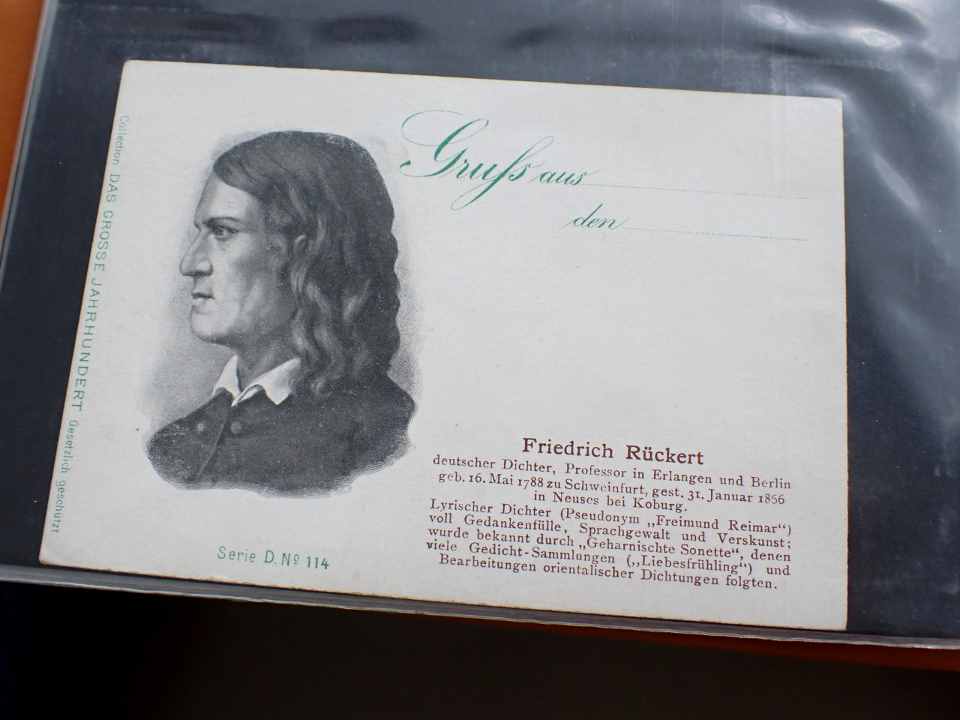 Collection DAS GROSSE JAHRHUNDERT Gesetzlich geschützt
Gruß aus
den
Friedrich Rückert
deutscher Dichter, Professor in Erlangen und Berlin
geb. 16. Mai 1788 zu Schweinfurt, gest. 31. Januar 1866
in Neuses bei Koburg.
Lyrischer Dichter (Pseudonym „Freimund Reimar")
voll Gedankenfülle, Sprachgewalt und Verskunst;
wurde bekannt durch „Geharnischte Sonette", denen
viele Gedicht-Sammlungen („Liebesfrühling") und
Bearbeitungen orientalischer Dichtungen folgten.
Serie D. Nº 114